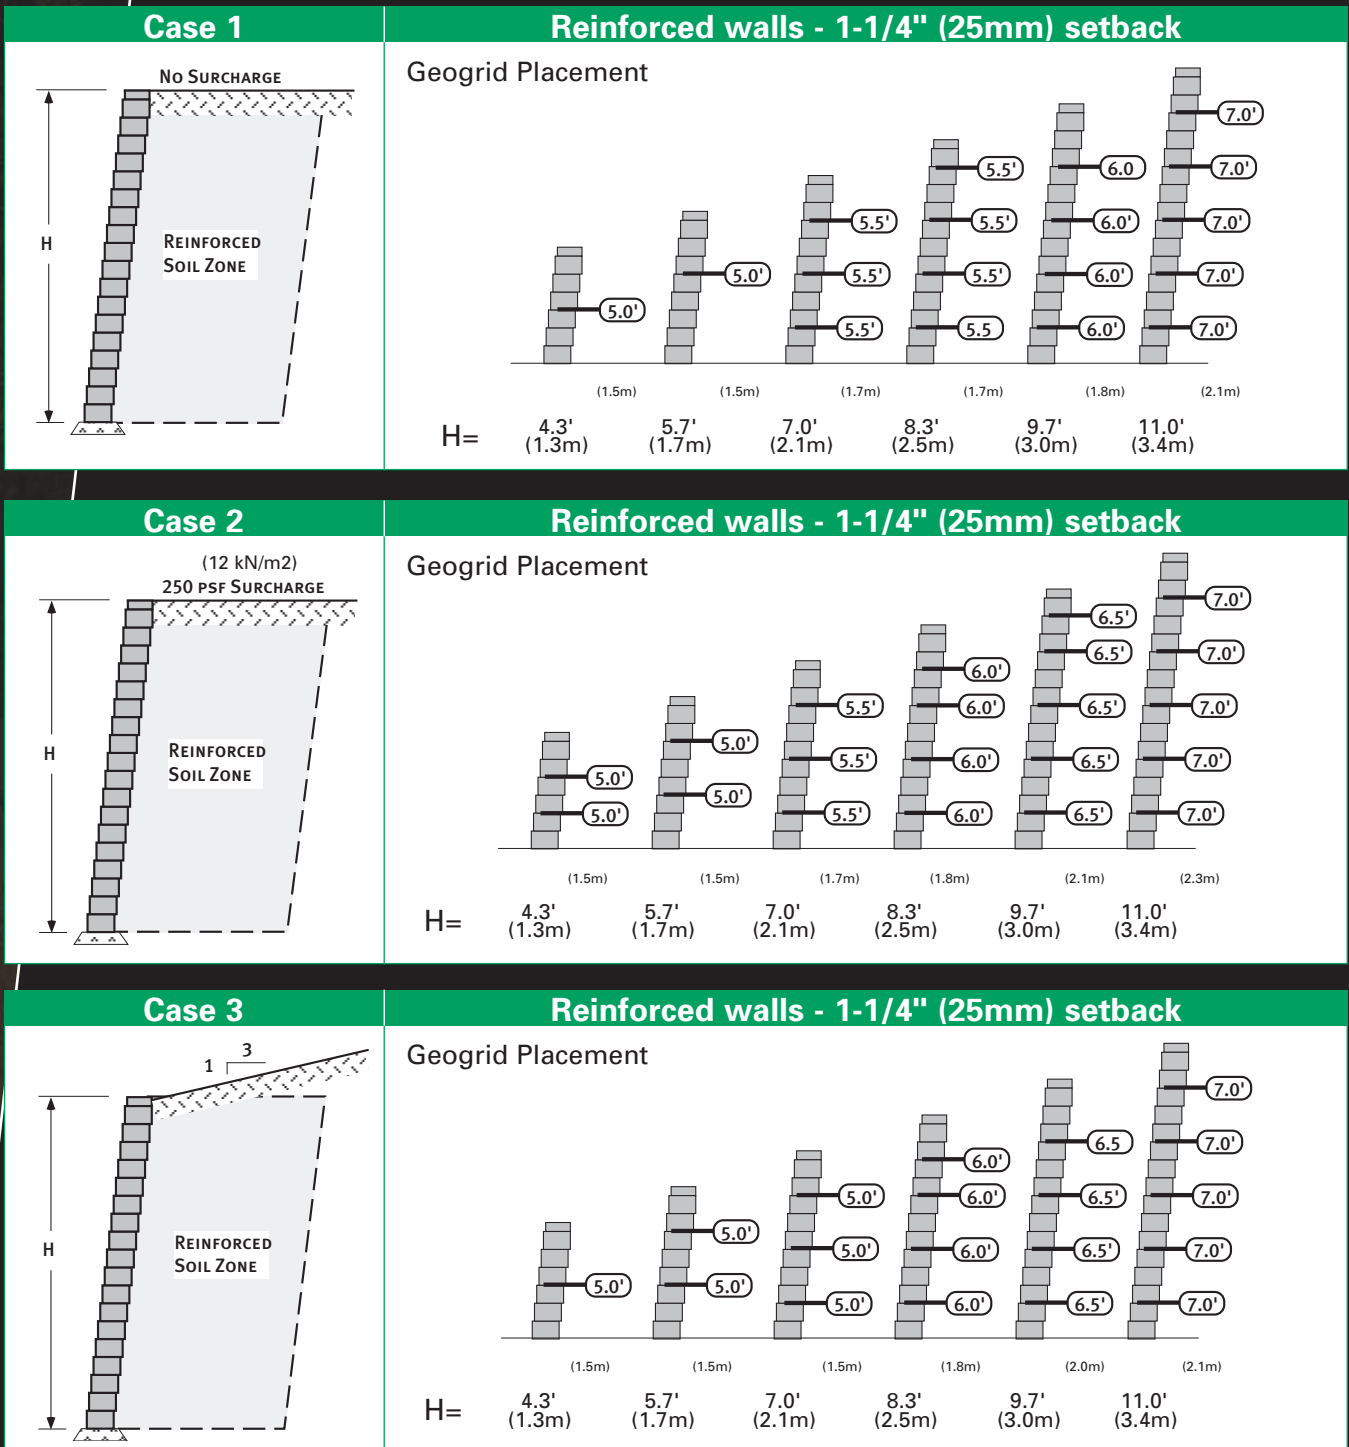 Case 1
Reinforced walls - 1-1/4" (25mm) setback
No Surcharge
H
Reinforced
Soil Zone
Geogrid Placement
5.0'
5.0'
5.5'
5.5'
5.5'
5.5'
5.5'
5.5'
5.5
6.0
6.0'
6.0'
6.0'
7.0'
7.0'
7.0'
7.0'
7.0'
(1.5m) (1.5m) (1.7m) (1.7m) (1.8m) (2.1m)
H= 4.3' 5.7' 7.0' 8.3' 9.7' 11.0'
(1.3m) (1.7m) (2.1m) (2.5m) (3.0m) (3.4m)
Case 2
Reinforced walls - 1-1/4" (25mm) setback
(12 kN/m2)
250 psf Surcharge
H
Reinforced
Soil Zone
Geogrid Placement
5.0'
5.0'
5.0'
5.0'
5.5'
5.5'
5.5'
6.0'
6.0'
6.0'
6.0'
6.5'
6.5'
6.5'
6.5'
6.5'
7.0'
7.0'
7.0'
7.0'
7.0'
(1.5m) (1.5m) (1.7m) (1.8m) (2.1m) (2.3m)
H= 4.3' 5.7' 7.0' 8.3' 9.7' 11.0'
(1.3m) (1.7m) (2.1m) (2.5m) (3.0m) (3.4m)
Case 3
Reinforced walls - 1-1/4" (25mm) setback
1 3
H
Reinforced
Soil Zone
Geogrid Placement
5.0'
5.0'
5.0'
5.0'
5.0'
5.0'
6.0'
6.0'
6.0'
6.0'
6.5
6.5'
6.5'
6.5'
7.0'
7.0'
7.0'
7.0'
7.0'
(1.5m) (1.5m) (1.5m) (1.8m) (2.0m) (2.1m)
H= 4.3' 5.7' 7.0' 8.3' 9.7' 11.0'
(1.3m) (1.7m) (2.1m) (2.5m) (3.0m) (3.4m)